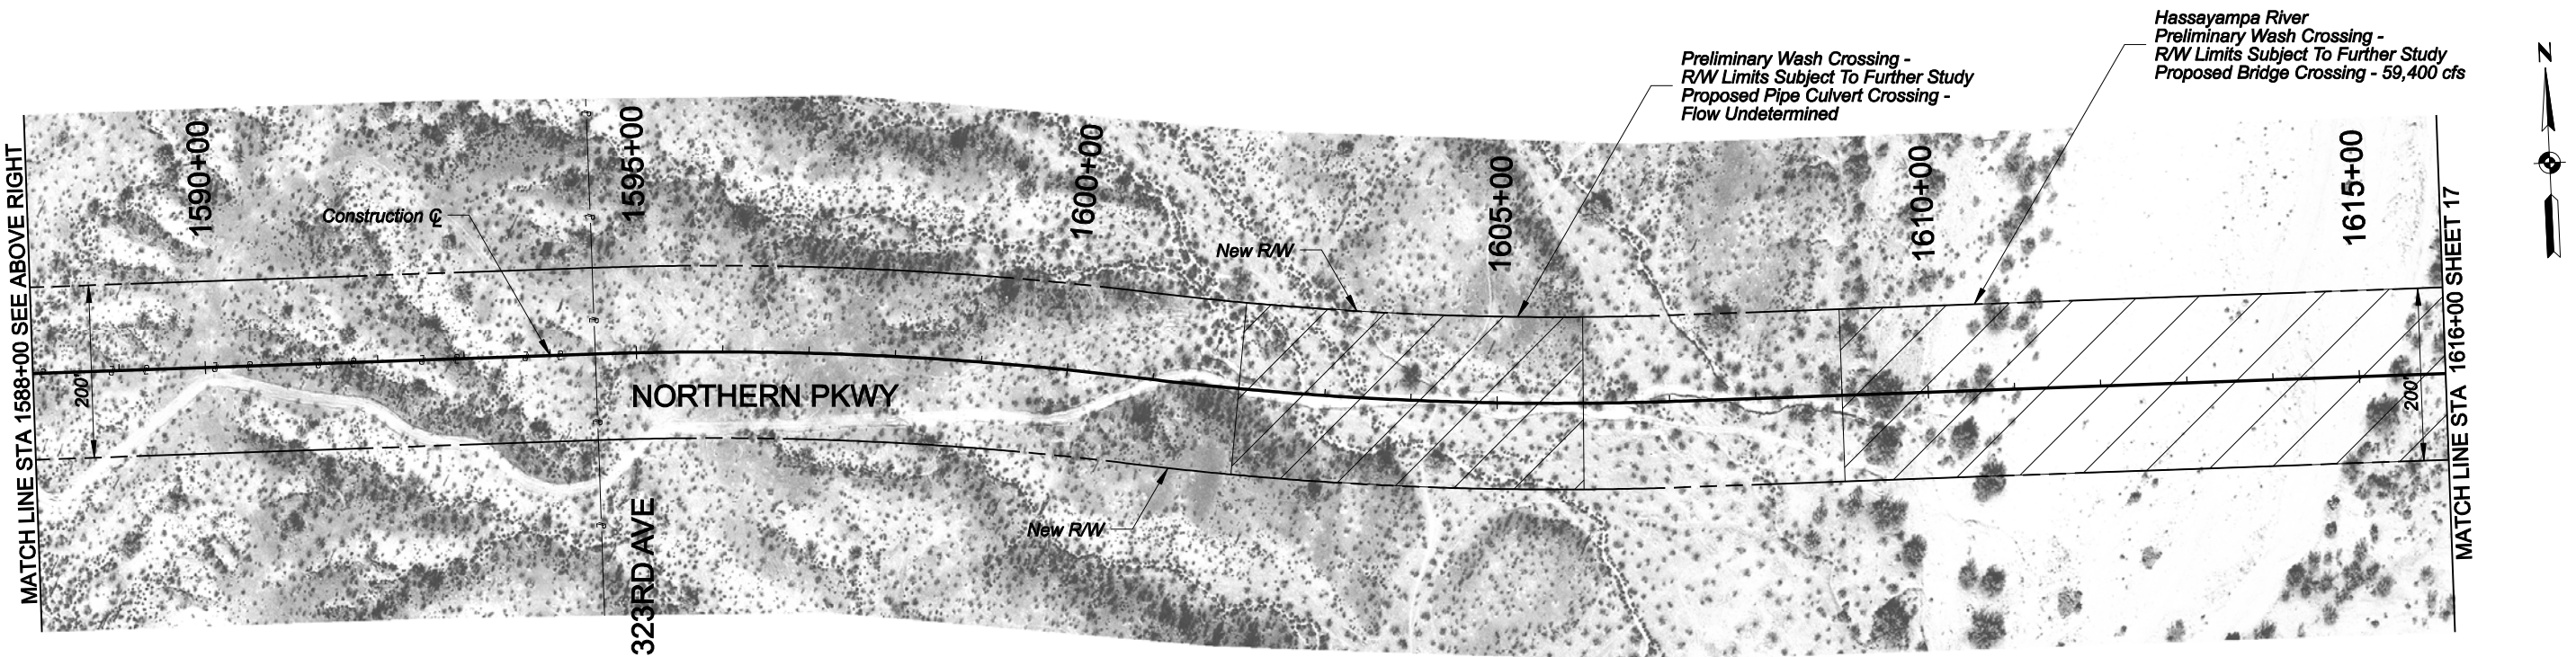 Hassayampa River
Preliminary Wash Crossing -
R/W Limits Subject To Further Study
Proposed Bridge Crossing - 59,400 cfs
Preliminary Wash Crossing -
R/W Limits Subject To Further Study
Proposed Pipe Culvert Crossing -
Flow Undetermined
N
MATCH LINE STA 1588+00 SEE ABOVE RIGHT
1590+00
1595+00
1600+00
1605+00
1610+00
1615+00
MATCH LINE STA 1616+00 SHEET 17
Construction ℄
New R/W
200'
NORTHERN PKWY
200'
New R/W
323RD AVE